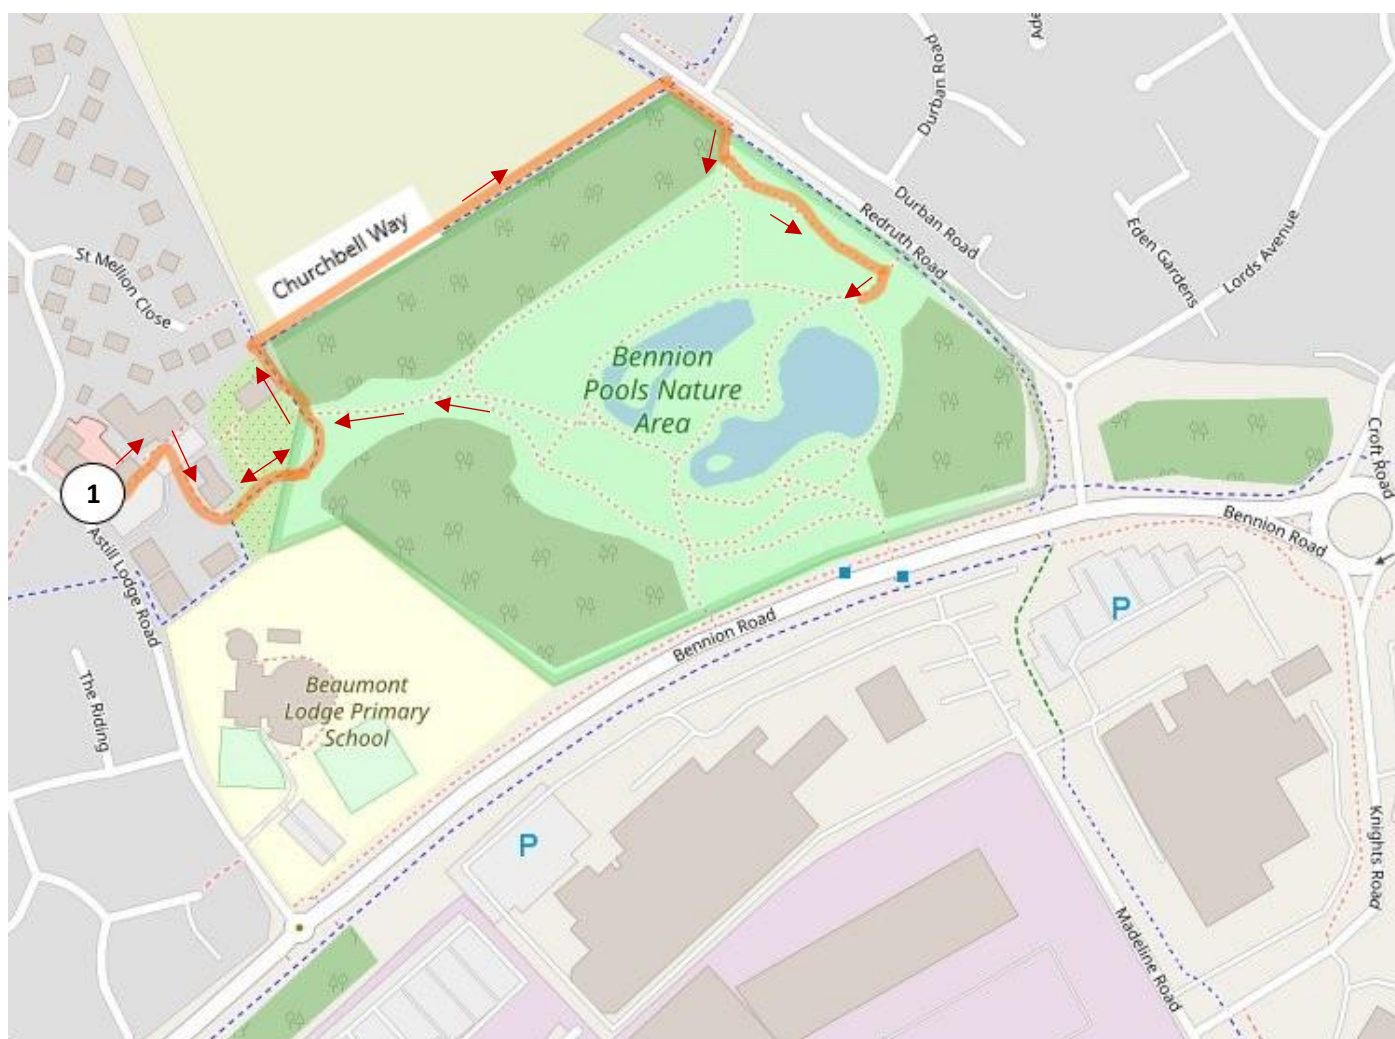 Durban Road
Ade
Churchbell Way
St Mellion Close
Durban Road
Redruth Road
Eden Gardens
Lords Avenue
Bennion
Pools Nature
Area
Croft Road
1
Astill Lodge Road
Bennion Road
P
Bennion Road
The Riding
Beaumont
Lodge Primary
School
P
Knights Road
Madeline Road